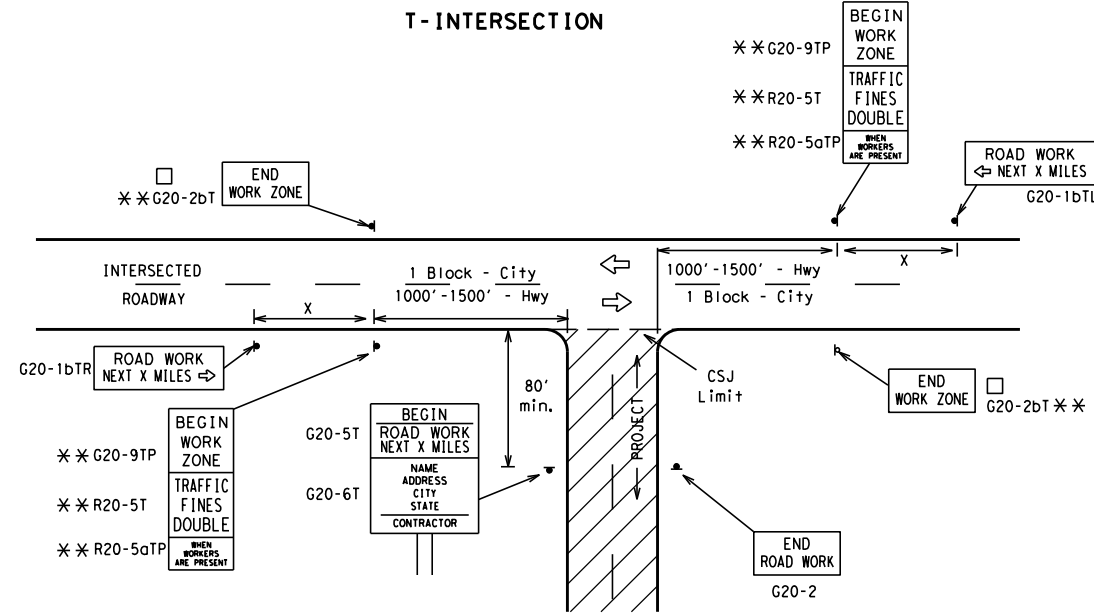 T-INTERSECTION
BEGIN
WORK
ZONE
TRAFFIC
FINES
DOUBLE
WHEN
WORKERS
ARE PRESENT
**G20-9TP
**R20-5T
**R20-5aTP
ROAD WORK
⇦ NEXT X MILES
G20-1bTL
□
**G20-2bT
END
WORK ZONE
INTERSECTED
ROADWAY
1 Block - City
1000'-1500' - Hwy
X
1000'-1500' - Hwy
1 Block - City
X
G20-1bTR
ROAD WORK
NEXT X MILES ⇨
80'
min.
CSJ
Limit
PROJECT
END
WORK ZONE
□
G20-2bT**
BEGIN
WORK
ZONE
TRAFFIC
FINES
DOUBLE
WHEN
WORKERS
ARE PRESENT
**G20-9TP
**R20-5T
**R20-5aTP
G20-5T
BEGIN
ROAD WORK
NEXT X MILES
G20-6T
NAME
ADDRESS
CITY
STATE
CONTRACTOR
END
ROAD WORK
G20-2